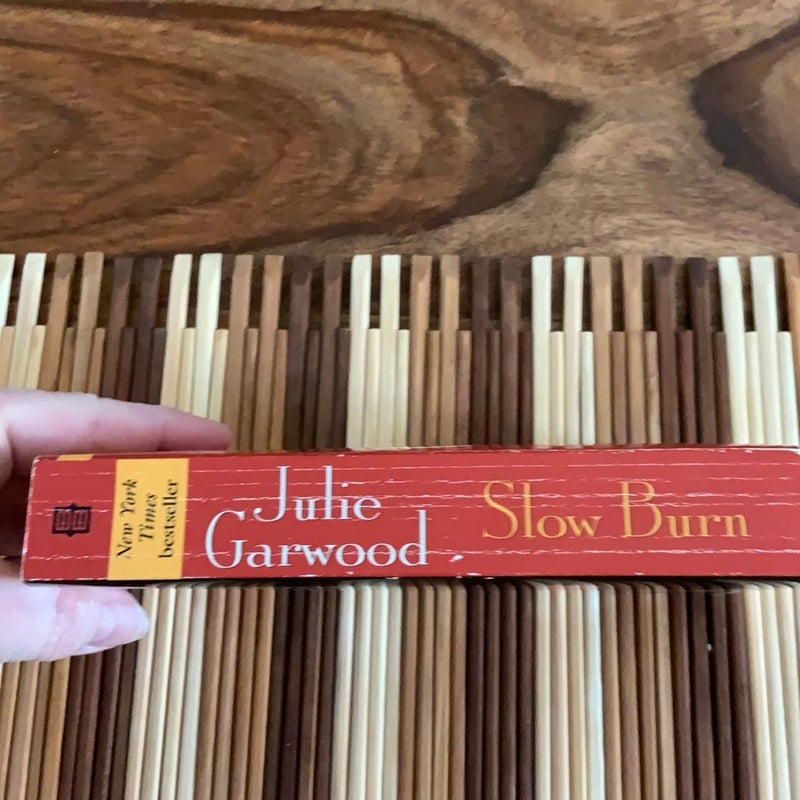 New York
Times
bestseller
Julie
Garwood
Slow Burn